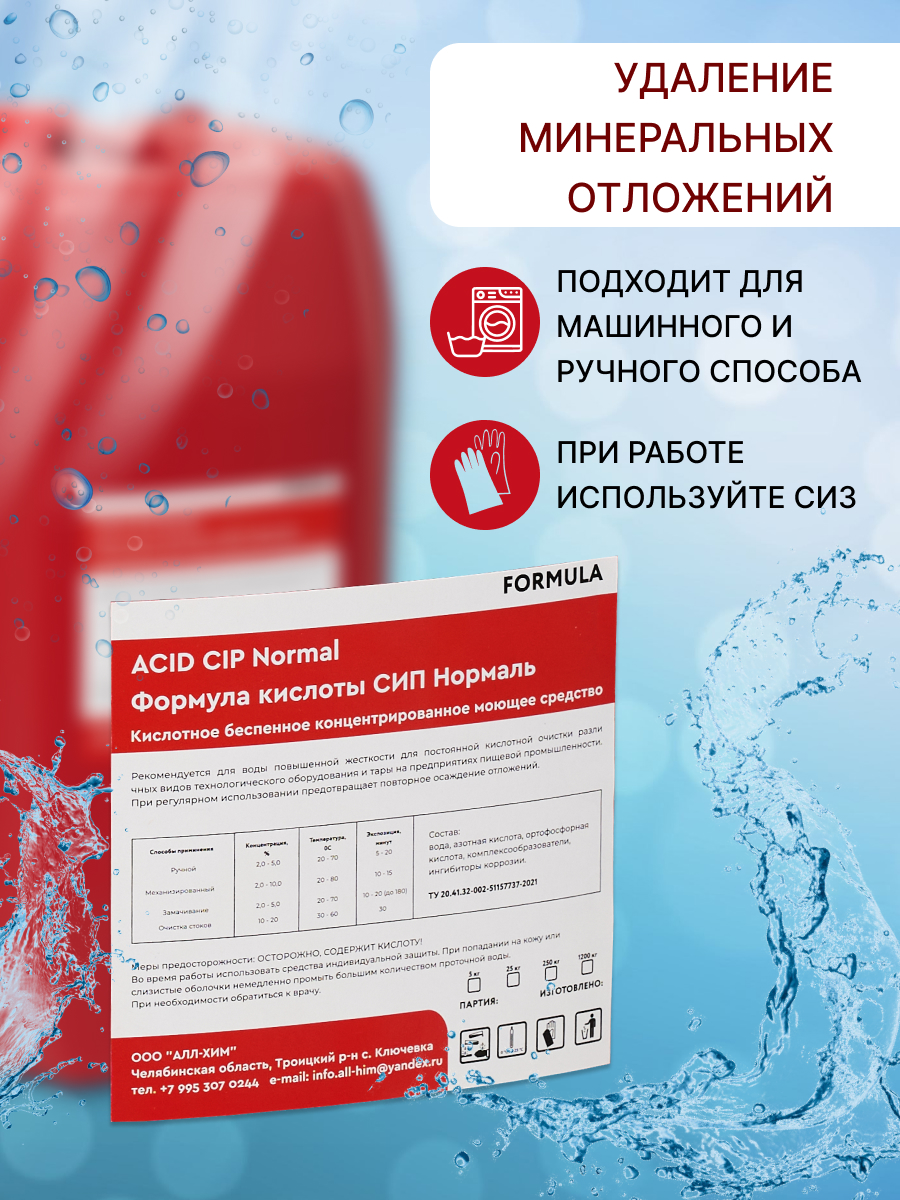 УДАЛЕНИЕ
МИНЕРАЛЬНЫХ
ОТЛОЖЕНИЙ
ПОДХОДИТ ДЛЯ
МАШИННОГО И
РУЧНОГО СПОСОБА
ПРИ РАБОТЕ
ИСПОЛЬЗУЙТЕ СИЗ
FORMULA
ACID CIP Normal
Формула кислоты СИП Нормаль
Кислотное беспенное концентрированное моющее средство
Рекомендуется для воды повышенной жесткости для постоянной кислотной очистки разли
чных видов технологического оборудования и тары на предприятиях пищевой промышленности.
При регулярном использовании предотвращает повторное осаждение отложений.
Способы применения
Концентрация, %
Температура, 0С
Экспозиция, минут
Ручной 2,0 - 5,0 20 - 70 5 - 20
Механизированный 2,0 - 10,0 20 - 80 10 - 15
Замачивание 2,0 - 5,0 20 - 70 10 - 20 (до 180)
Очистка стоков 10 - 20 30 - 60 30
Состав:
вода, азотная кислота, ортофосфорная
кислота, комплексообразователи,
ингибиторы коррозии.
ТУ 20.41.32-002-51157737-2021
Меры предосторожности: ОСТОРОЖНО, СОДЕРЖИТ КИСЛОТУ!
Во время работы использовать средства индивидуальной защиты. При попадании на кожу или
слизистые оболочки немедленно промыть большим количеством проточной воды.
При необходимости обратиться к врачу.
5 кг 25 кг 250 кг 1200 кг
ПАРТИЯ: ИЗГОТОВЛЕНО:
ООО "АЛЛ-ХИМ"
Челябинская область, Троицкий р-н с. Ключевка
тел. +7 995 307 0244 e-mail: info.all-him@yandex.ru